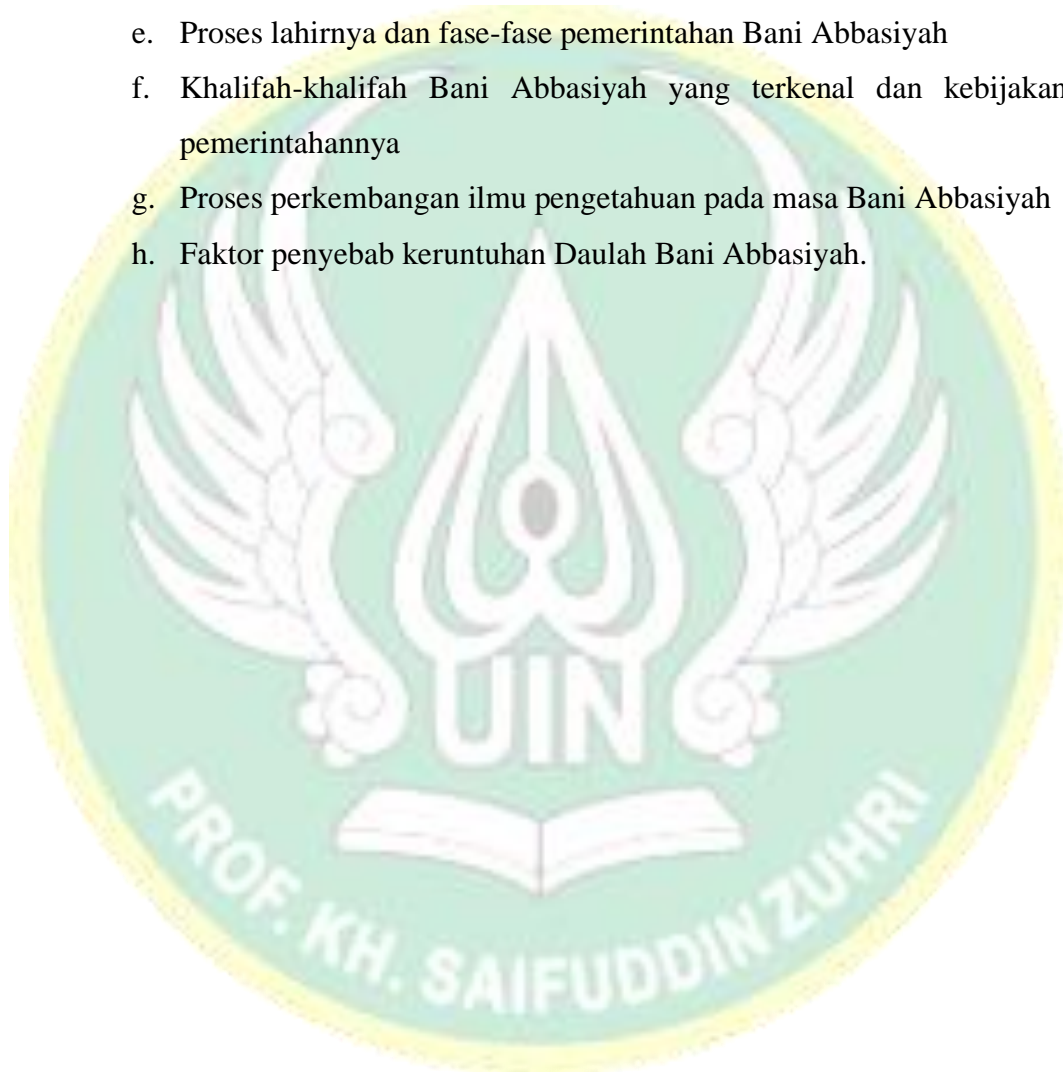 e. Proses lahirnya dan fase-fase pemerintahan Bani Abbasiyah
f. Khalifah-khalifah Bani Abbasiyah yang terkenal dan kebijakan
pemerintahannya
g. Proses perkembangan ilmu pengetahuan pada masa Bani Abbasiyah
h. Faktor penyebab keruntuhan Daulah Bani Abbasiyah.
UIN
PROF. KH. SAIFUDDIN ZUHRI